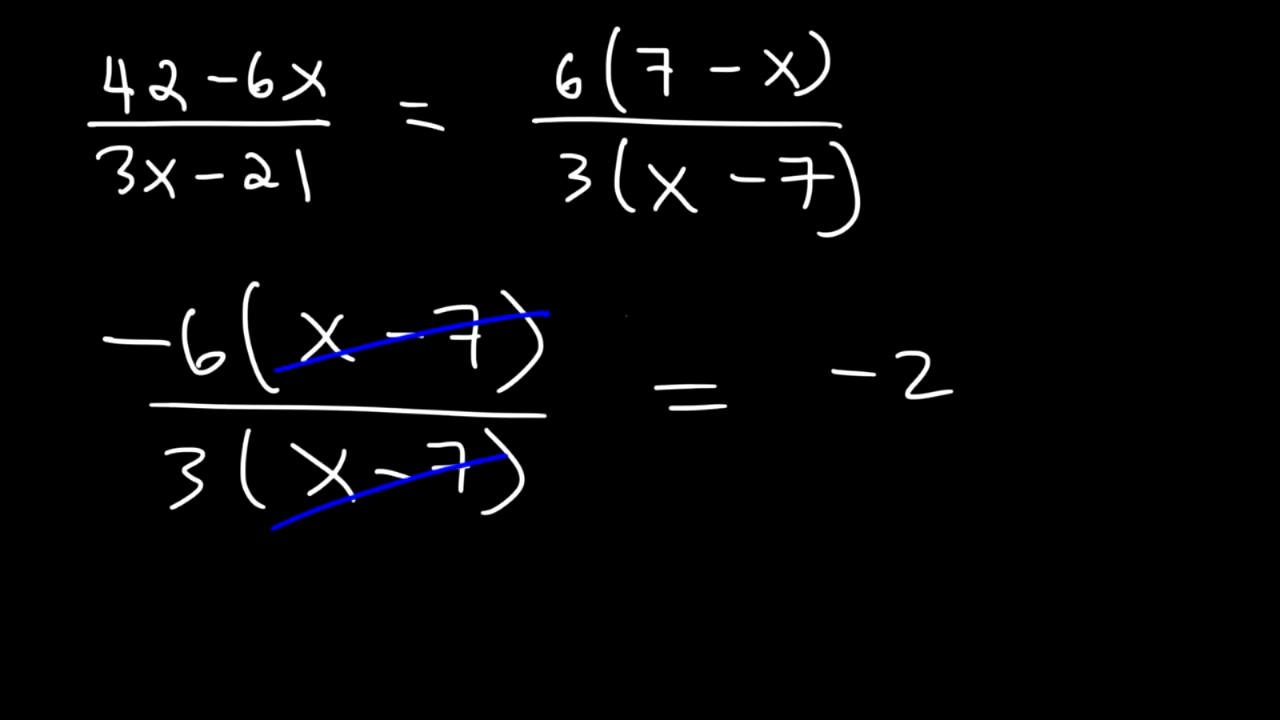 42 - 6x = 6(7 - x)
3x - 21   3(x - 7)
-6(x - 7) = -2
3(x - 7)